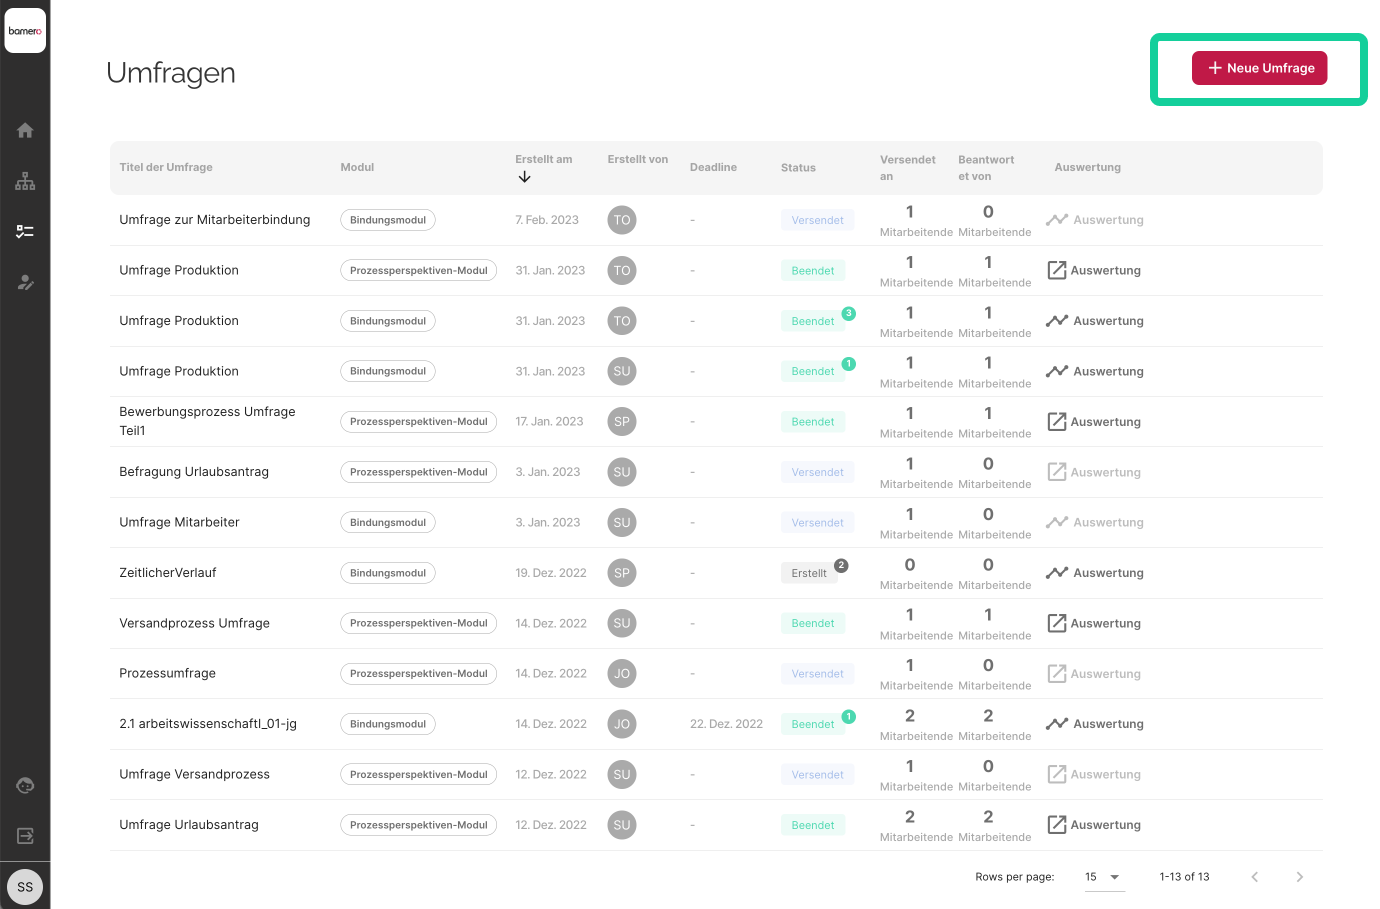 bamero
Umfragen
Neue Umfrage
Titel der Umfrage Modul Erstellt am Erstellt von Deadline Status Versendet an Beantwort et von Auswertung
Umfrage zur Mitarbeiterbindung Bindungsmodul 7. Feb. 2023 TO - Versendet 1 Mitarbeitende 0 Mitarbeitende Auswertung
Umfrage Produktion Prozessperspektiven-Modul 31. Jan. 2023 TO - Beendet 1 Mitarbeitende 1 Mitarbeitende Auswertung
Umfrage Produktion Bindungsmodul 31. Jan. 2023 TO - Beendet 3 1 Mitarbeitende 1 Mitarbeitende Auswertung
Umfrage Produktion Bindungsmodul 31. Jan. 2023 SU - Beendet 1 1 Mitarbeitende 1 Mitarbeitende Auswertung
Bewerbungsprozess Umfrage Teil1 Prozessperspektiven-Modul 17. Jan. 2023 SP - Beendet 1 Mitarbeitende 1 Mitarbeitende Auswertung
Befragung Urlaubsantrag Prozessperspektiven-Modul 3. Jan. 2023 SU - Versendet 1 Mitarbeitende 0 Mitarbeitende Auswertung
Umfrage Mitarbeiter Bindungsmodul 3. Jan. 2023 SU - Versendet 1 Mitarbeitende 0 Mitarbeitende Auswertung
ZeitlicherVerlauf Bindungsmodul 19. Dez. 2022 SP - Erstellt 2 0 Mitarbeitende 0 Mitarbeitende Auswertung
Versandprozess Umfrage Prozessperspektiven-Modul 14. Dez. 2022 SU - Beendet 1 Mitarbeitende 1 Mitarbeitende Auswertung
Prozessumfrage Prozessperspektiven-Modul 14. Dez. 2022 JO - Versendet 1 Mitarbeitende 0 Mitarbeitende Auswertung
2.1 arbeitswissenschaftl_01-jg Bindungsmodul 14. Dez. 2022 JO 22. Dez. 2022 Beendet 1 2 Mitarbeitende 2 Mitarbeitende Auswertung
Umfrage Versandprozess Prozessperspektiven-Modul 12. Dez. 2022 SU - Versendet 1 Mitarbeitende 0 Mitarbeitende Auswertung
Umfrage Urlaubsantrag Prozessperspektiven-Modul 12. Dez. 2022 SU - Beendet 2 Mitarbeitende 2 Mitarbeitende Auswertung
Rows per page: 15 1-13 of 13
SS